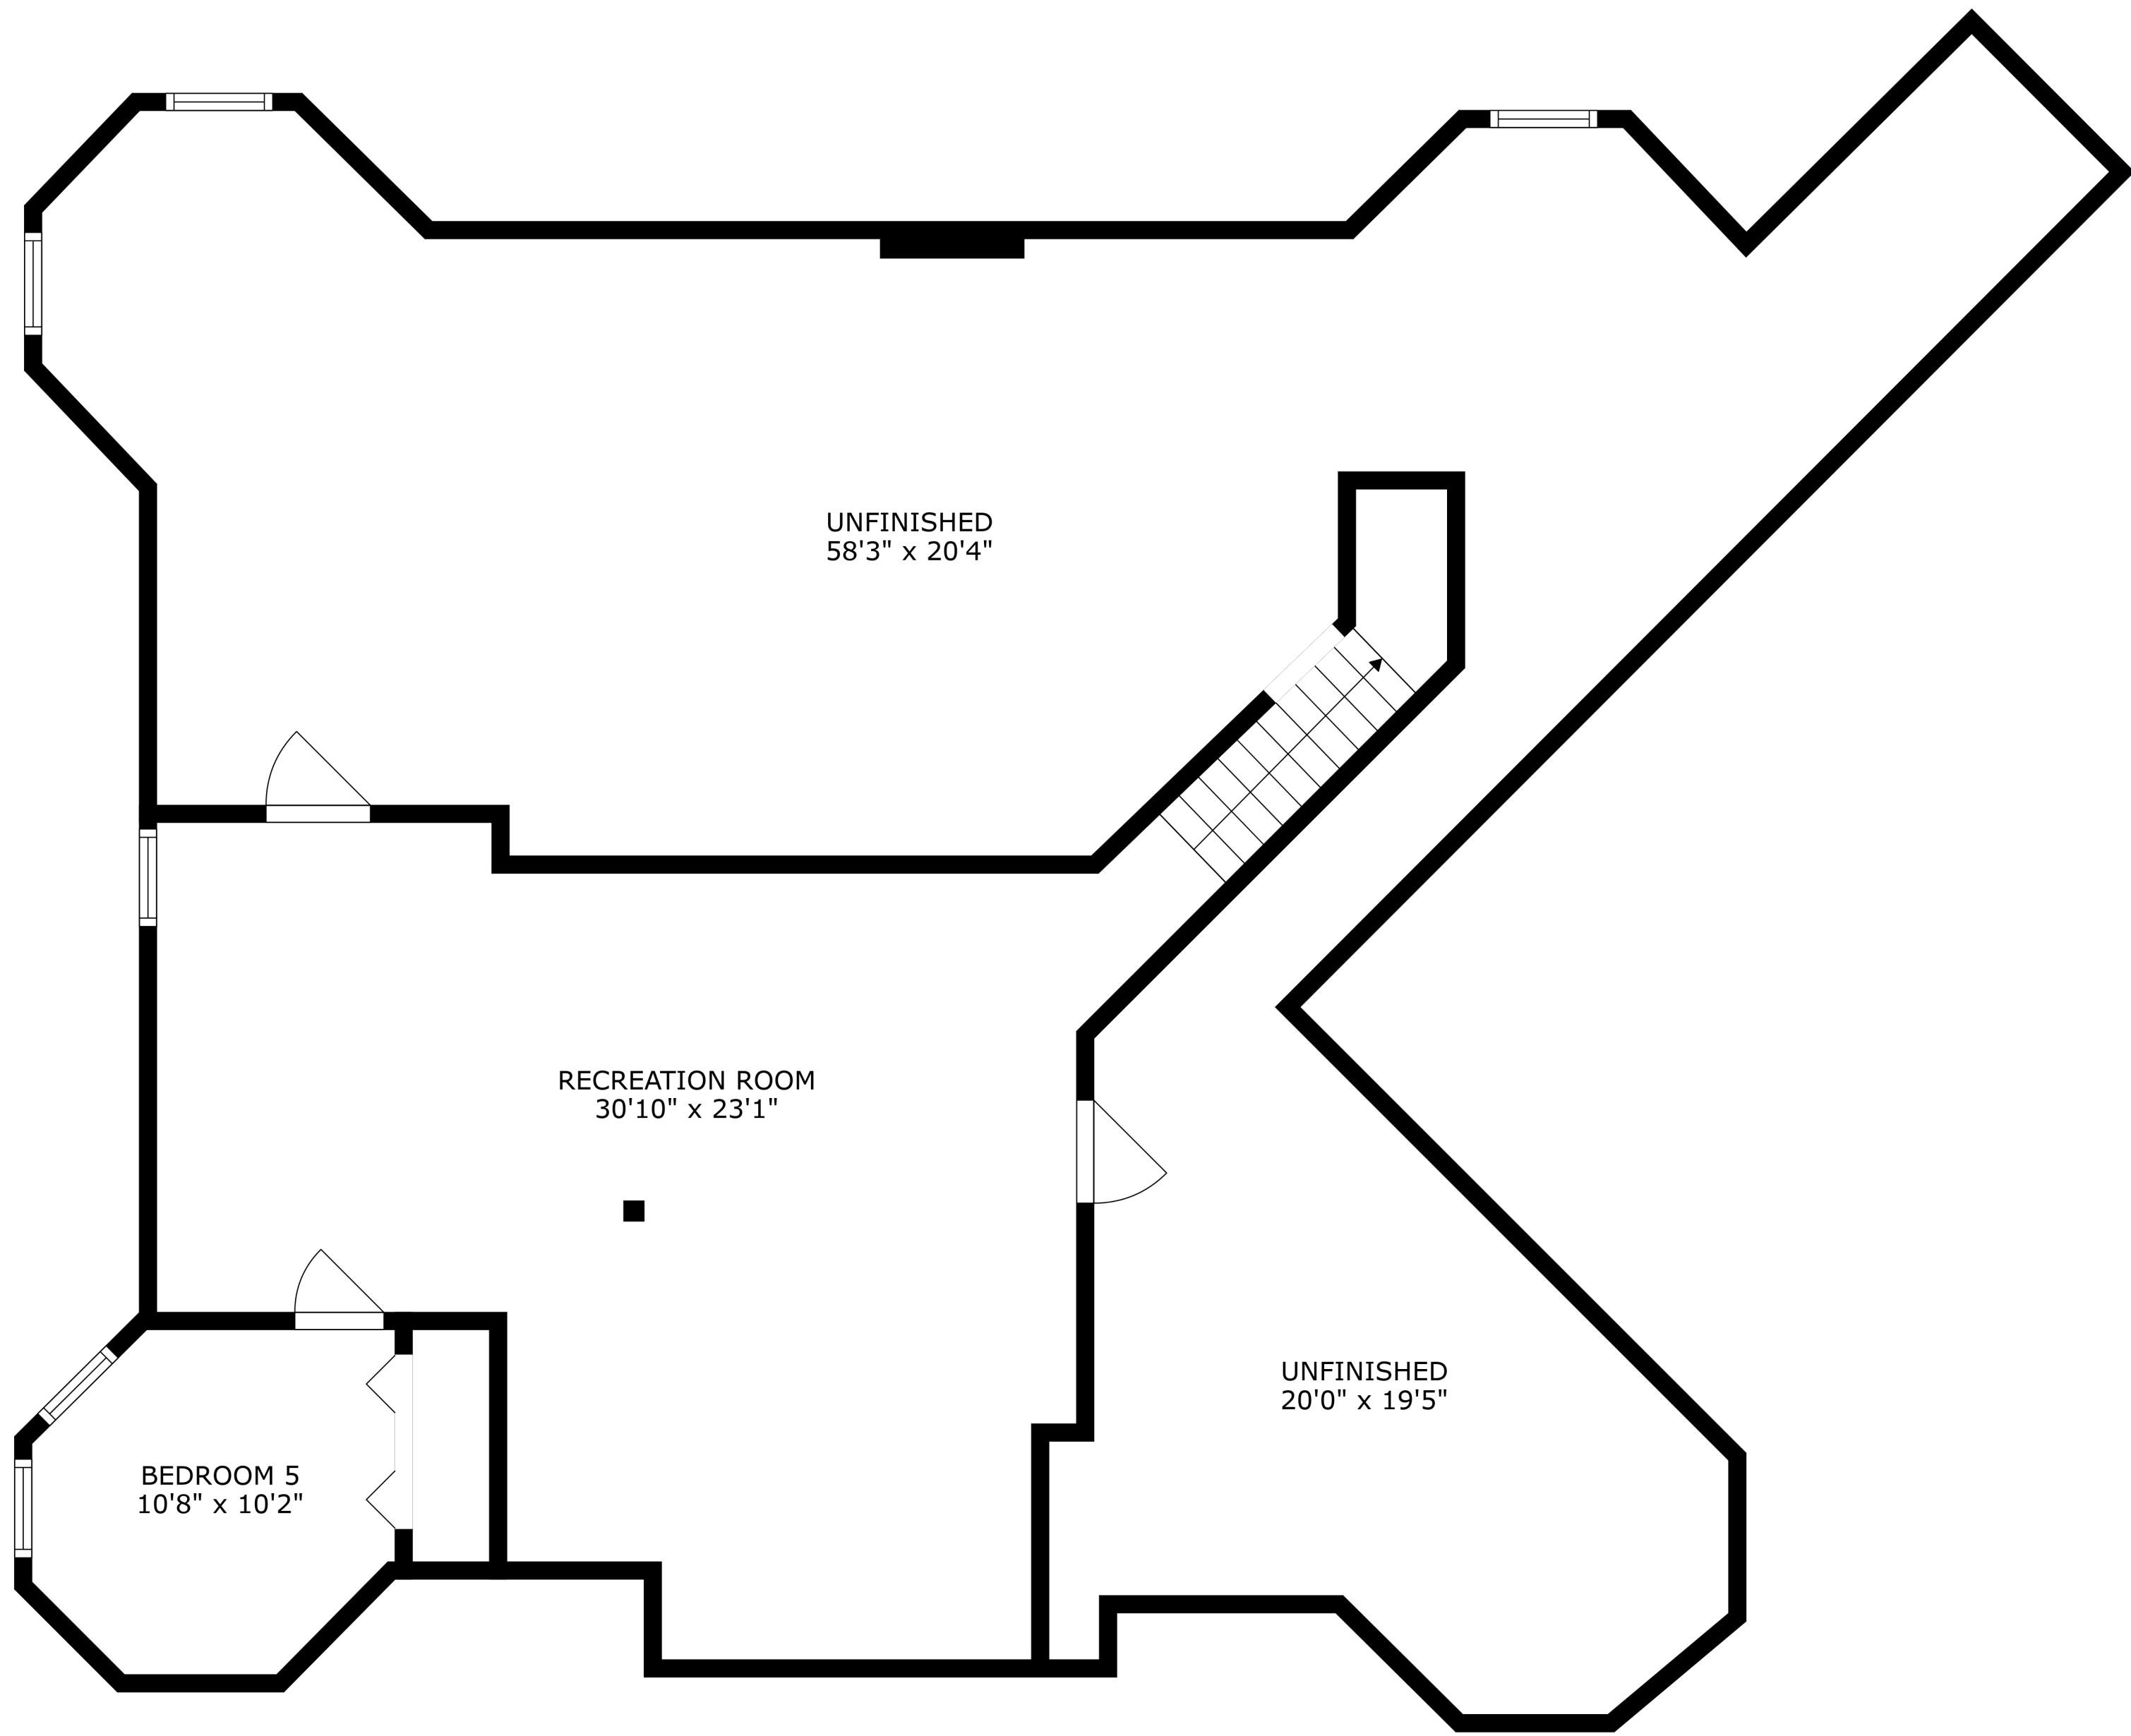 UNFINISHED
58'3" x 20'4"
RECREATION ROOM
30'10" x 23'1"
UNFINISHED
20'0" x 19'5"
BEDROOM 5
10'8" x 10'2"